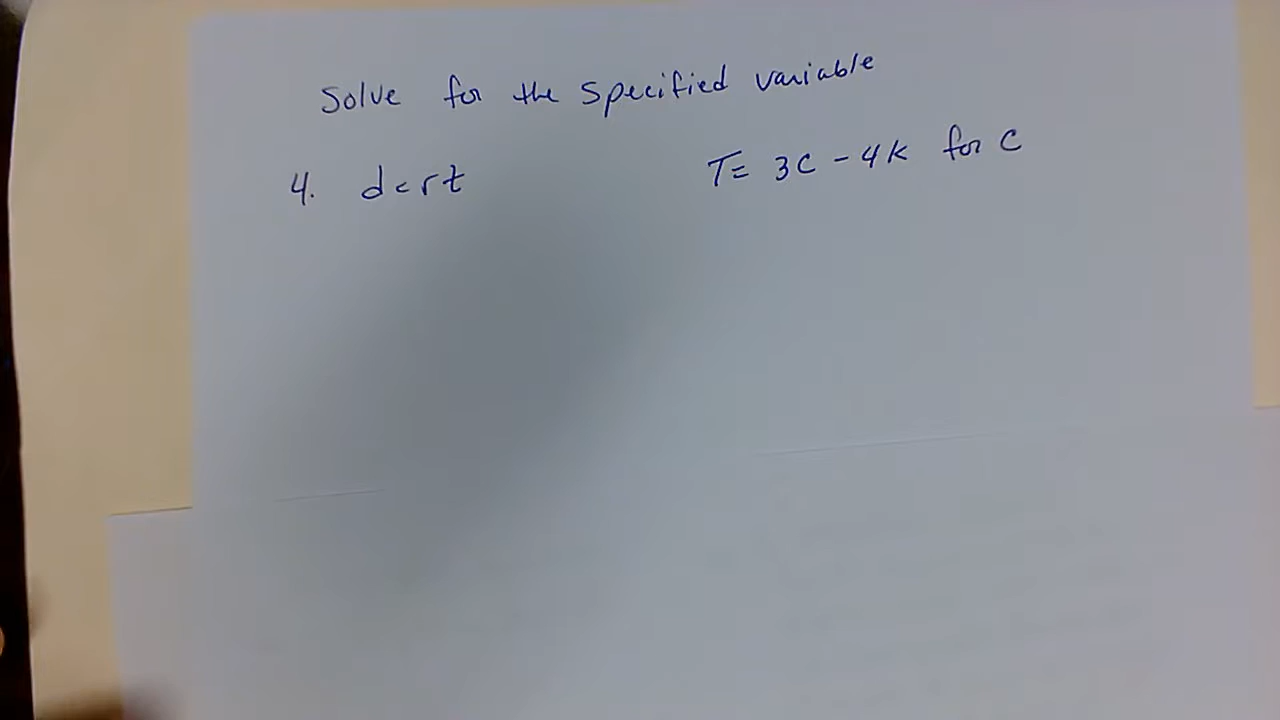 Solve for the specified variable
4. d = rt
T = 3C - 4K for C